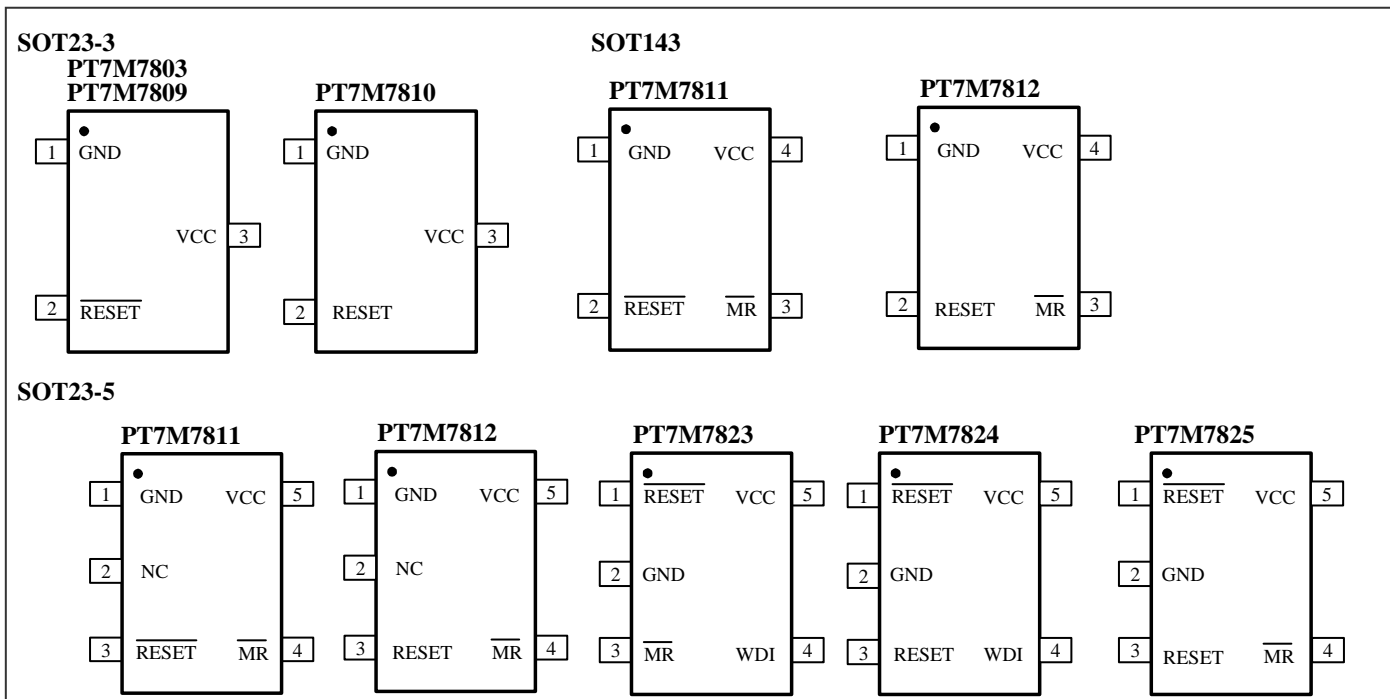 SOT23-3
PT7M7803
PT7M7809
1 GND
VCC 3
2 RESET
PT7M7810
1 GND
VCC 3
2 RESET
SOT143
PT7M7811
1 GND VCC 4
2 RESET MR 3
PT7M7812
1 GND VCC 4
2 RESET MR 3
SOT23-5
PT7M7811
1 GND VCC 5
2 NC
3 RESET MR 4
PT7M7812
1 GND VCC 5
2 NC
3 RESET MR 4
PT7M7823
1 RESET VCC 5
2 GND
3 MR WDI 4
PT7M7824
1 RESET VCC 5
2 GND
3 RESET WDI 4
PT7M7825
1 RESET VCC 5
2 GND
3 RESET MR 4